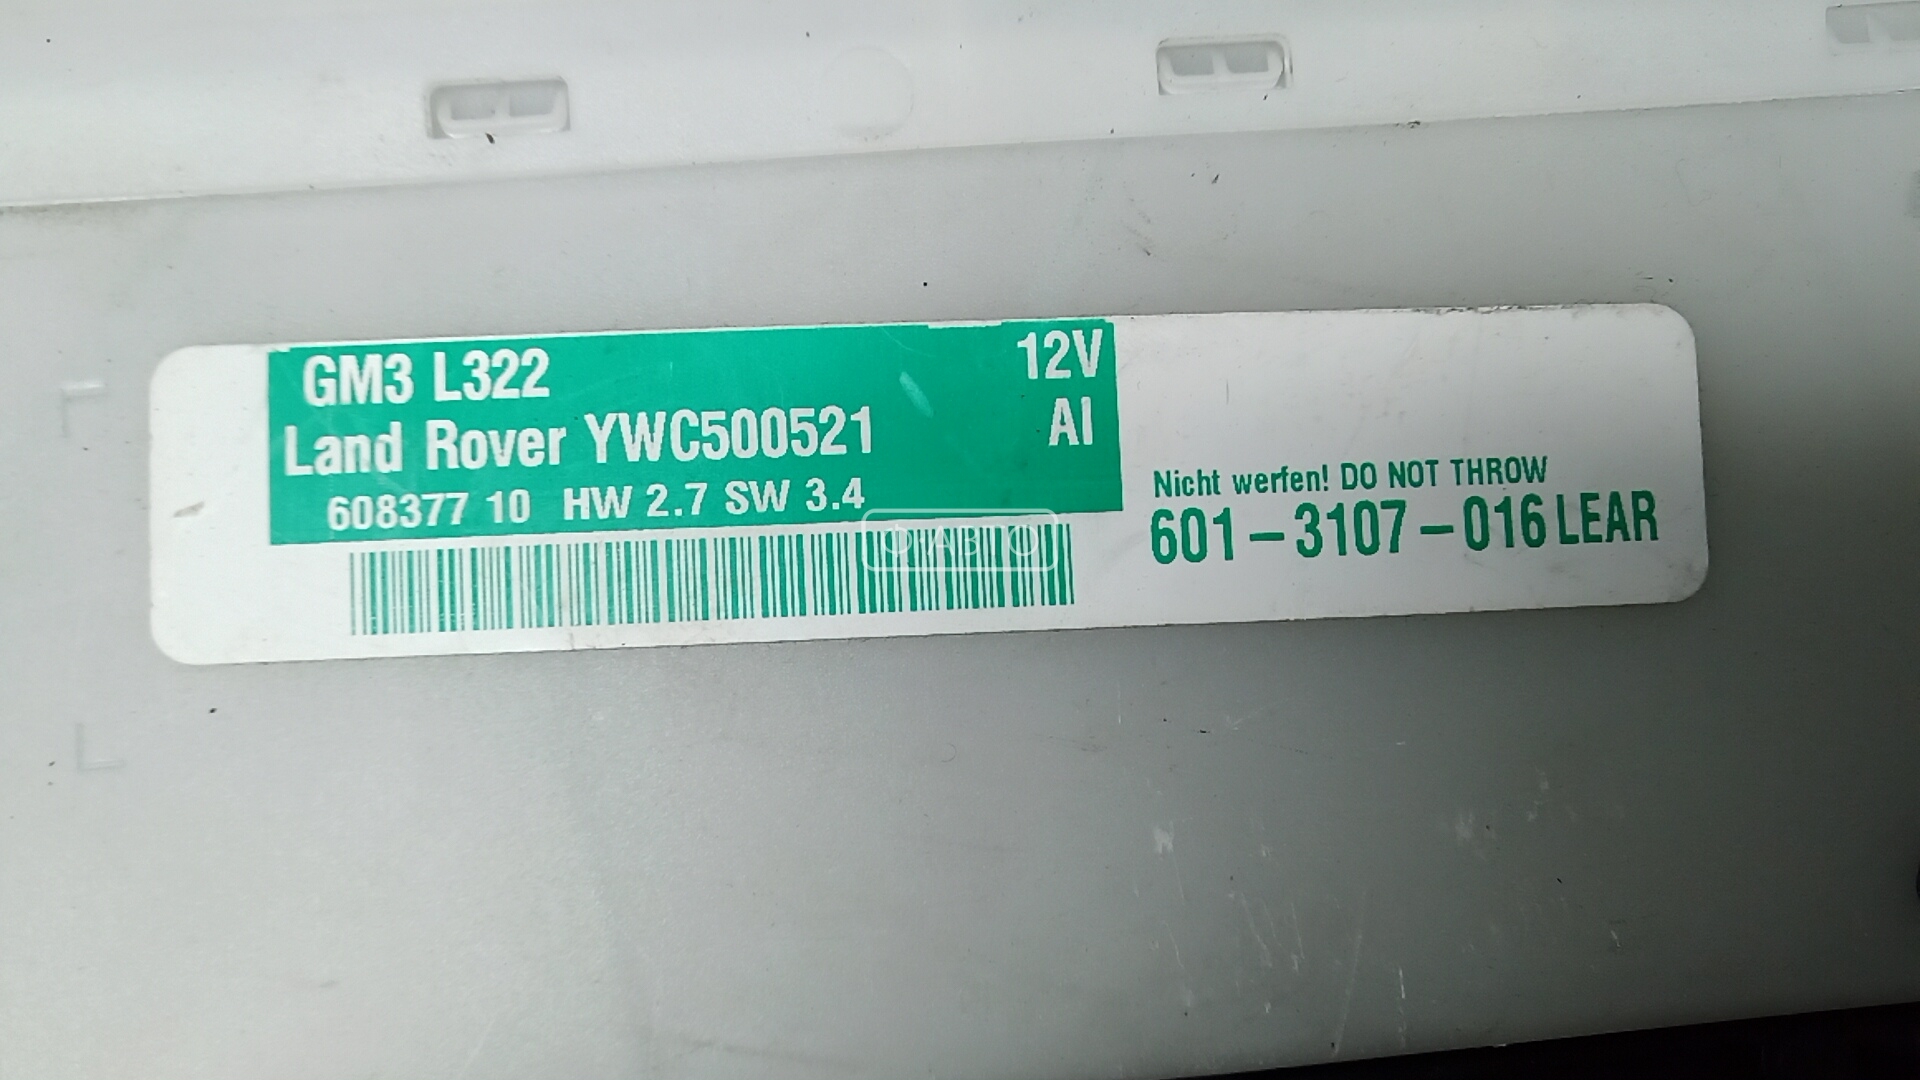 GM3 L322 12V
Land Rover YWC500521 AI
608377 10 HW 2.7 SW 3.4
Nicht werfen! DO NOT THROW
601-3107-016 LEAR
Ф·АВТО